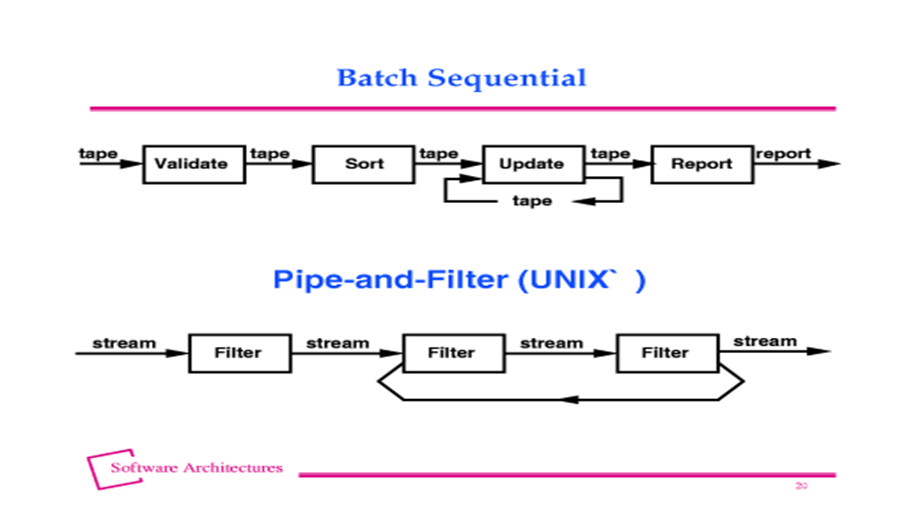 Batch Sequential
tape Validate tape Sort tape Update tape Report report
tape
Pipe-and-Filter (UNIX` )
stream Filter stream Filter stream Filter stream
Software Architectures